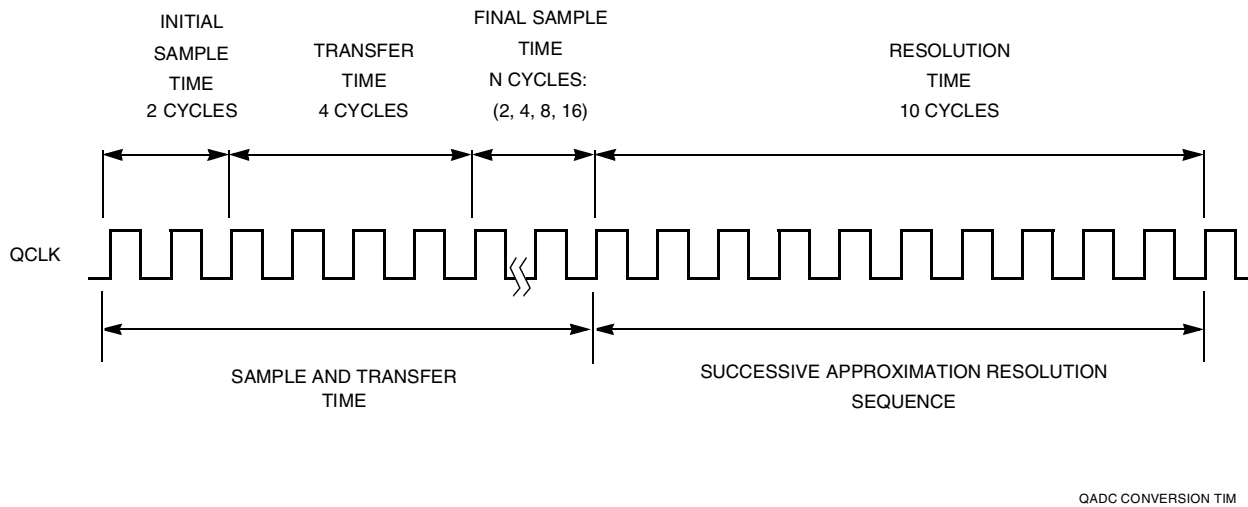 INITIAL
SAMPLE
TIME
2 CYCLES
TRANSFER
TIME
4 CYCLES
FINAL SAMPLE
TIME
N CYCLES:
(2, 4, 8, 16)
RESOLUTION
TIME
10 CYCLES
QCLK
SAMPLE AND TRANSFER
TIME
SUCCESSIVE APPROXIMATION RESOLUTION
SEQUENCE
QADC CONVERSION TIM